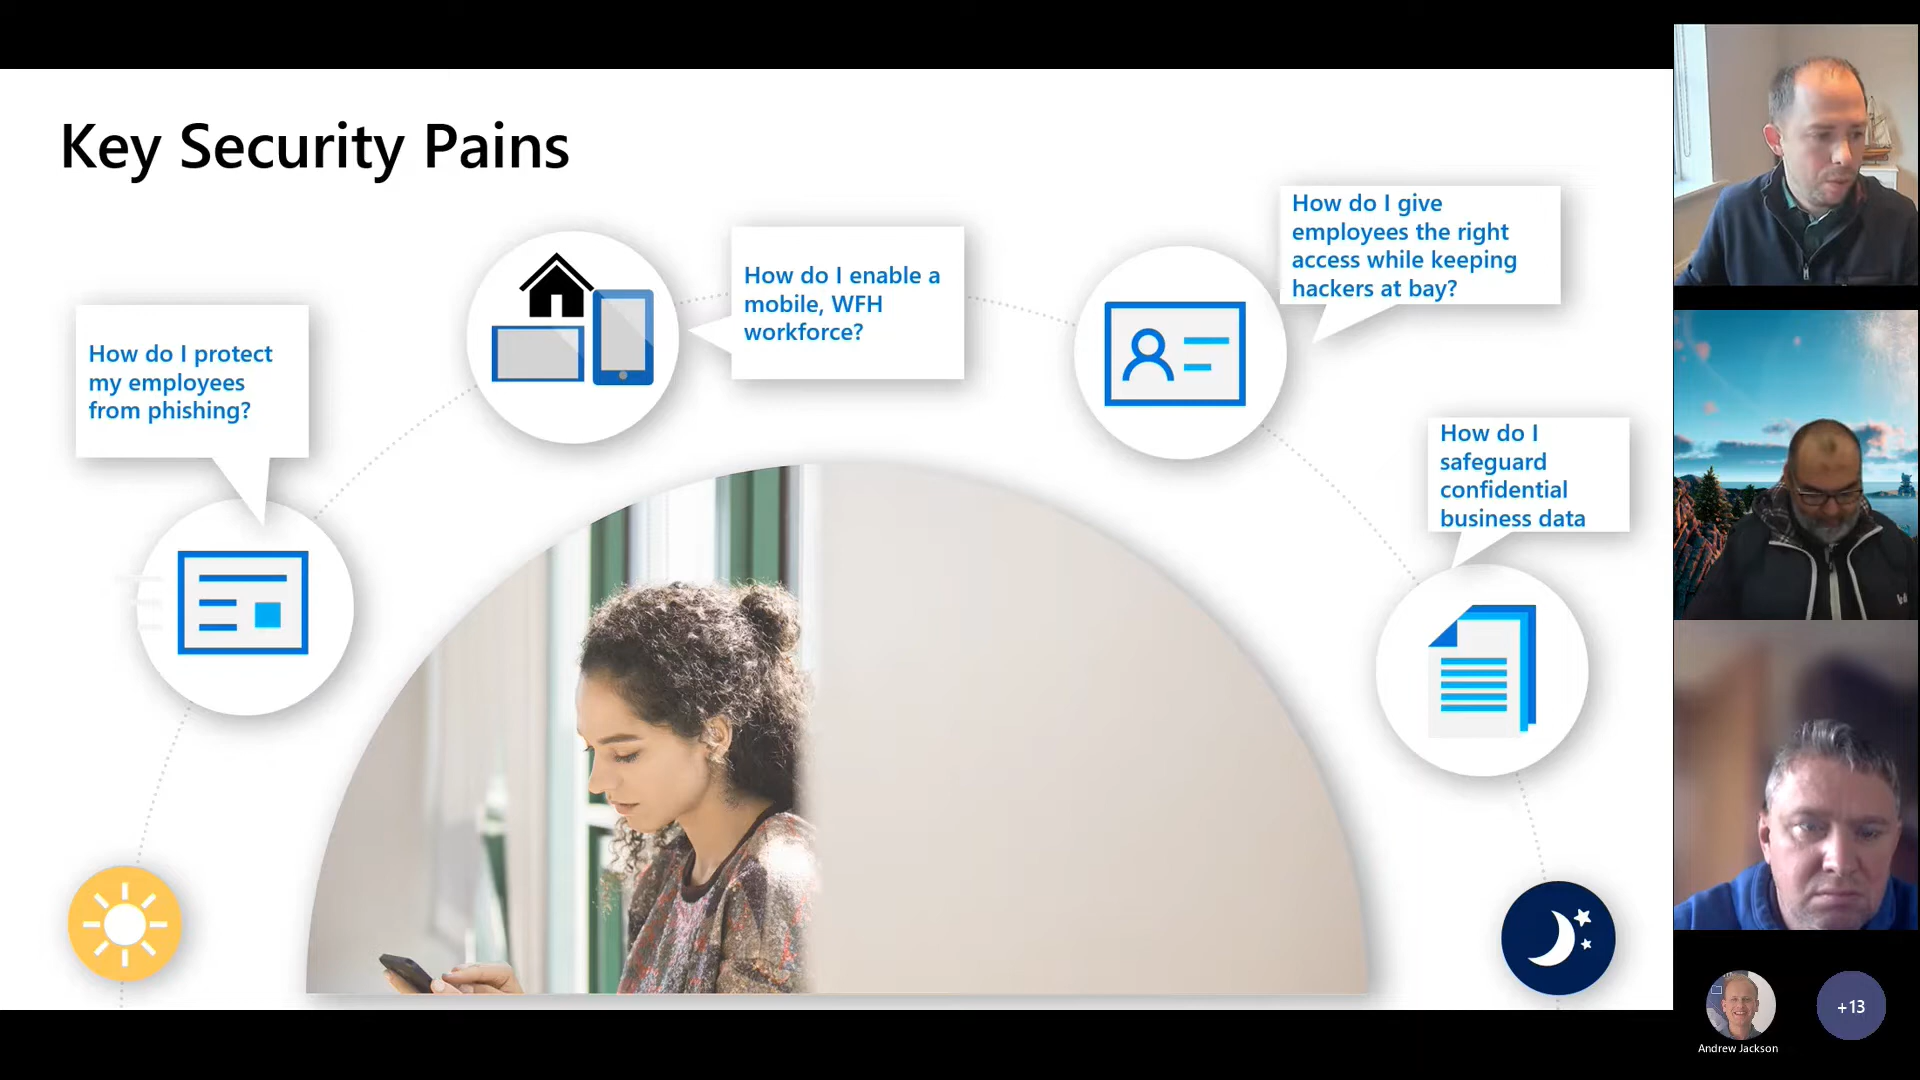 Key Security Pains
How do I protect
my employees
from phishing?
How do I enable a
mobile, WFH
workforce?
How do I give
employees the right
access while keeping
hackers at bay?
How do I
safeguard
confidential
business data
+13
Andrew Jackson